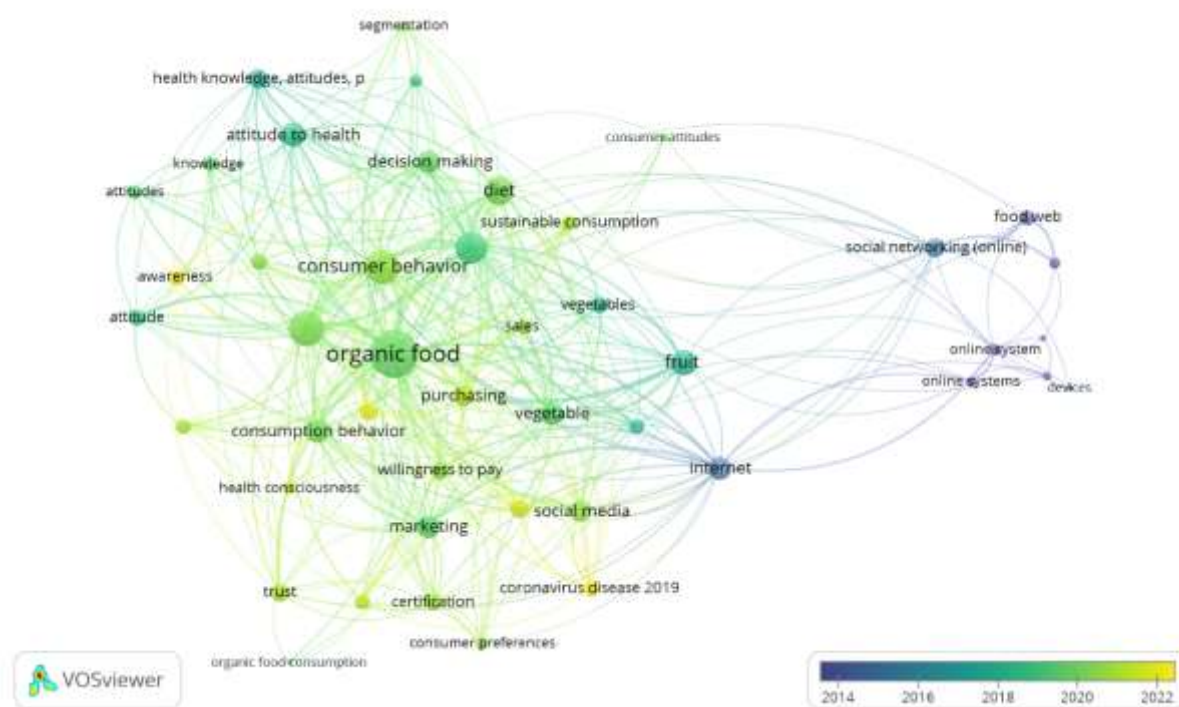 segmentation
health knowledge, attitudes, p
attitude to health
consumer attitudes
decision making
knowledge
attitudes
diet
sustainable consumption
food web
social networking (online)
consumer behavior
awareness
vegetables
attitude
sales
organic food
online system
fruit
online systems
devices
purchasing
vegetable
consumption behavior
willingness to pay
internet
health consciousness
social media
marketing
coronavirus disease 2019
trust
certification
consumer preferences
organic food consumption
VOSviewer
2014 2016 2018 2020 2022